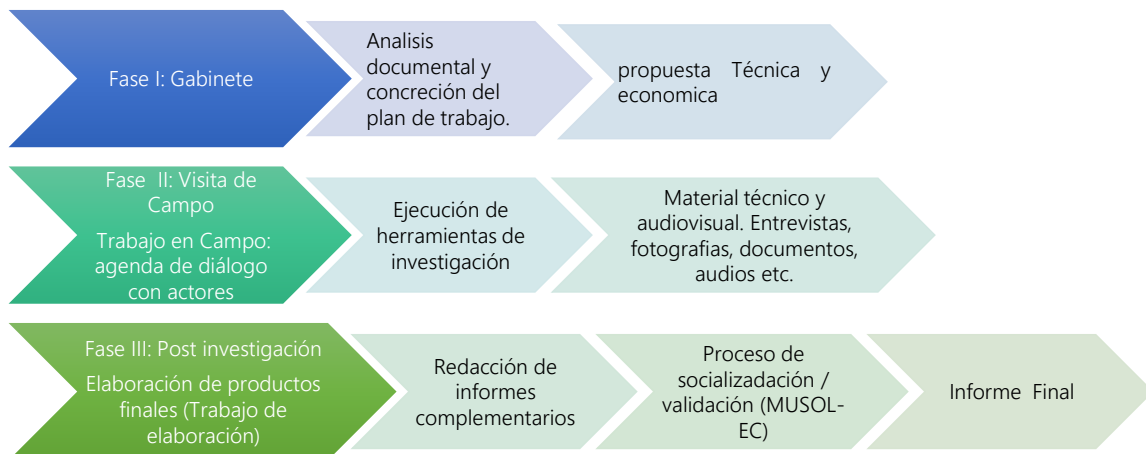 Fase I: Gabinete
Analisis
documental y
concreción del
plan de trabajo.
propuesta Técnica y
economica
Fase II: Visita de
Campo
Trabajo en Campo:
agenda de diálogo
con actores
Ejecución de
herramientas de
investigación
Material técnico y
audiovisual. Entrevistas,
fotografias, documentos,
audios etc.
Fase III: Post investigación
Elaboración de productos
finales (Trabajo de
elaboración)
Redacción de
informes
complementarios
Proceso de
socializadación /
validación (MUSOL-
EC)
Informe Final